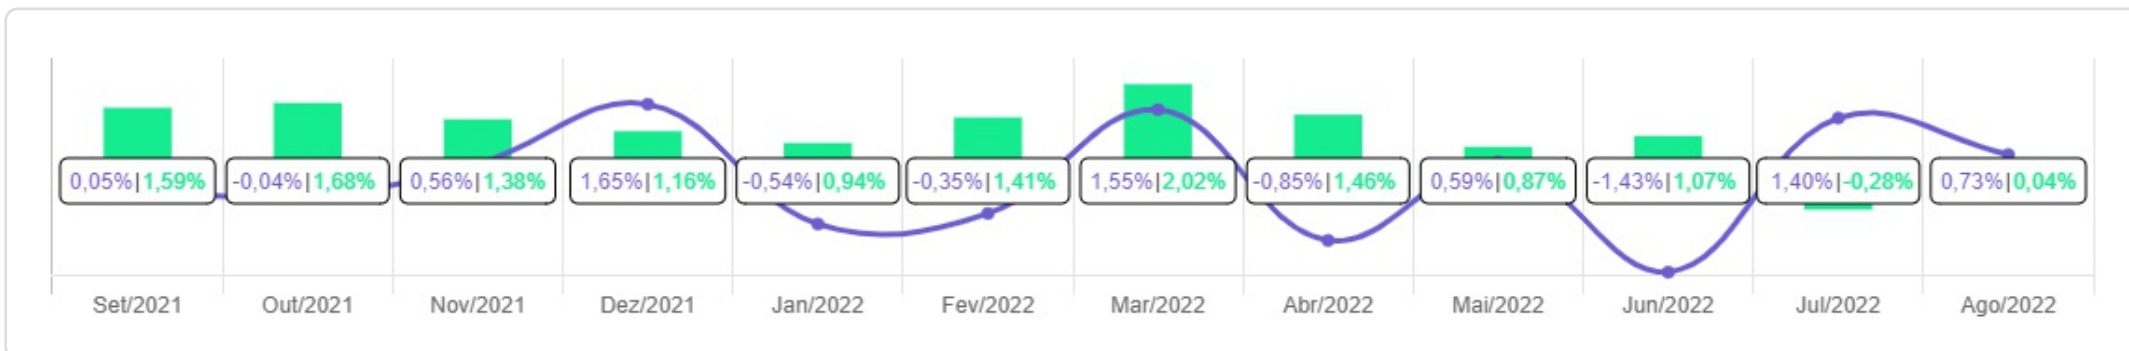 0,05%|1,59% -0,04%|1,68% 0,56%|1,38% 1,65%|1,16% -0,54%|0,94% -0,35%|1,41% 1,55%|2,02% -0,85%|1,46% 0,59%|0,87% -1,43%|1,07% 1,40%|-0,28% 0,73%|0,04%
Set/2021 Out/2021 Nov/2021 Dez/2021 Jan/2022 Fev/2022 Mar/2022 Abr/2022 Mai/2022 Jun/2022 Jul/2022 Ago/2022